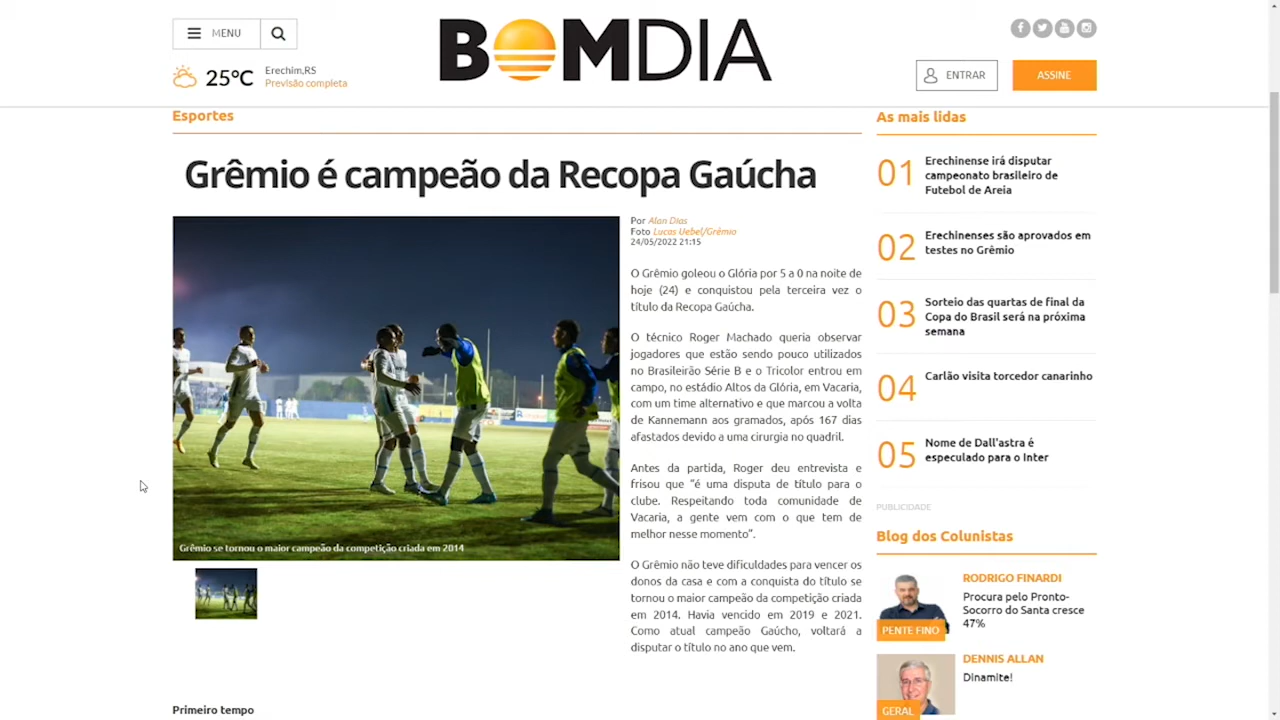 MENU
BOMDIA
25°C
Erechim,RS
Previsão completa
ENTRAR
ASSINE
Esportes
Grêmio é campeão da Recopa Gaúcha
Grêmio se tornou o maior campeão da competição criada em 2014
Por Alan Dias
Foto Lucas Uebel/Grêmio
24/05/2022 21:15
O Grêmio goleou o Glória por 5 a 0 na noite de
hoje (24) e conquistou pela terceira vez o
título da Recopa Gaúcha.
O técnico Roger Machado queria observar
jogadores que estão sendo pouco utilizados
no Brasileirão Série B e o Tricolor entrou em
campo, no estádio Altos da Glória, em Vacaria,
com um time alternativo e que marcou a volta
de Kannemann aos gramados, após 167 dias
afastados devido a uma cirurgia no quadril.
Antes da partida, Roger deu entrevista e
frisou que “é uma disputa de título para o
clube. Respeitando toda comunidade de
Vacaria, a gente vem com o que tem de
melhor nesse momento”.
O Grêmio não teve dificuldades para vencer os
donos da casa e com a conquista do título se
tornou o maior campeão da competição criada
em 2014. Havia vencido em 2019 e 2021.
Como atual campeão Gaúcho, voltará a
disputar o título no ano que vem.
Primeiro tempo
As mais lidas
01
Erechinense irá disputar
campeonato brasileiro de
Futebol de Areia
02
Erechinenses são aprovados em
testes no Grêmio
03
Sorteio das quartas de final da
Copa do Brasil será na próxima
semana
04
Carlão visita torcedor canarinho
05
Nome de Dall'astra é
especulado para o Inter
PUBLICIDADE
Blog dos Colunistas
PENTE FINO
RODRIGO FINARDI
Procura pelo Pronto-
Socorro do Santa cresce
47%
GERAL
DENNIS ALLAN
Dinamite!